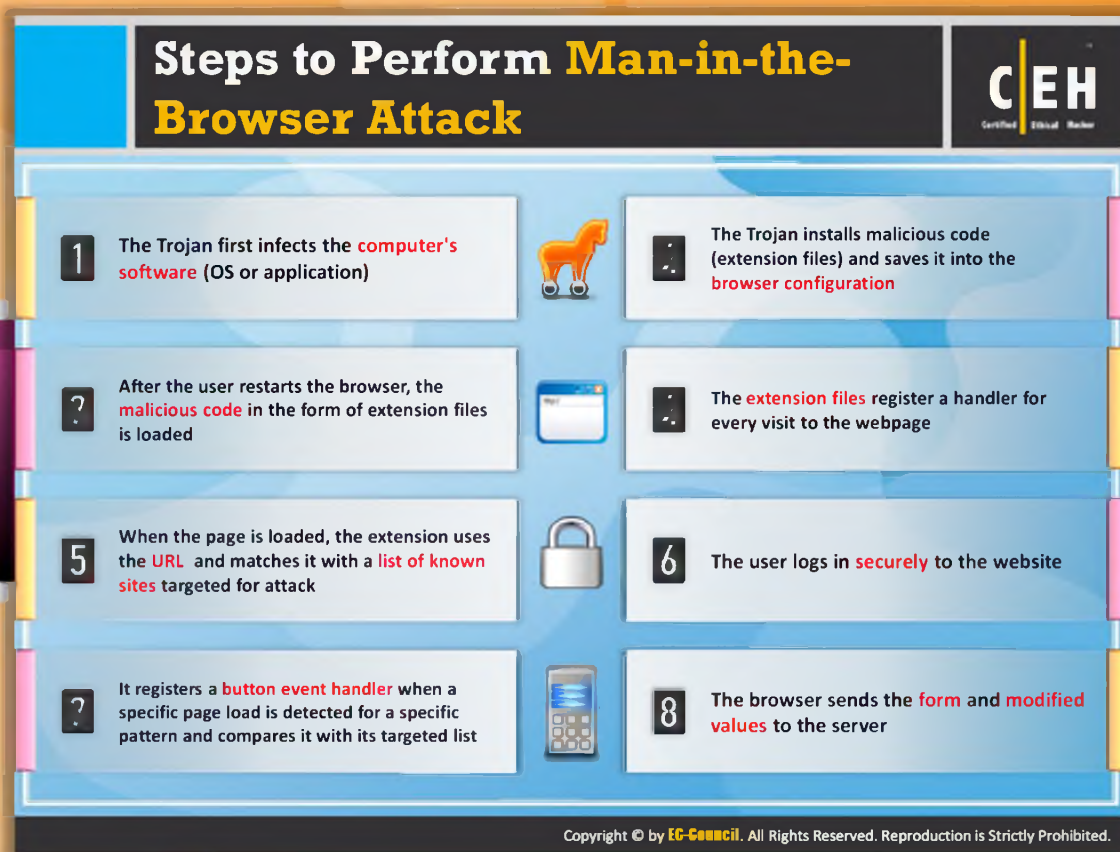 Steps to Perform Man-in-the-
Browser Attack
C EH
Certified Ethical Hacker
1
The Trojan first infects the computer's
software (OS or application)
The Trojan installs malicious code
(extension files) and saves it into the
browser configuration
?
After the user restarts the browser, the
malicious code in the form of extension files
is loaded
The extension files register a handler for
every visit to the webpage
5
When the page is loaded, the extension uses
the URL and matches it with a list of known
sites targeted for attack
6
The user logs in securely to the website
?
It registers a button event handler when a
specific page load is detected for a specific
pattern and compares it with its targeted list
8
The browser sends the form and modified
values to the server
Copyright © by EC-Council. All Rights Reserved. Reproduction is Strictly Prohibited.